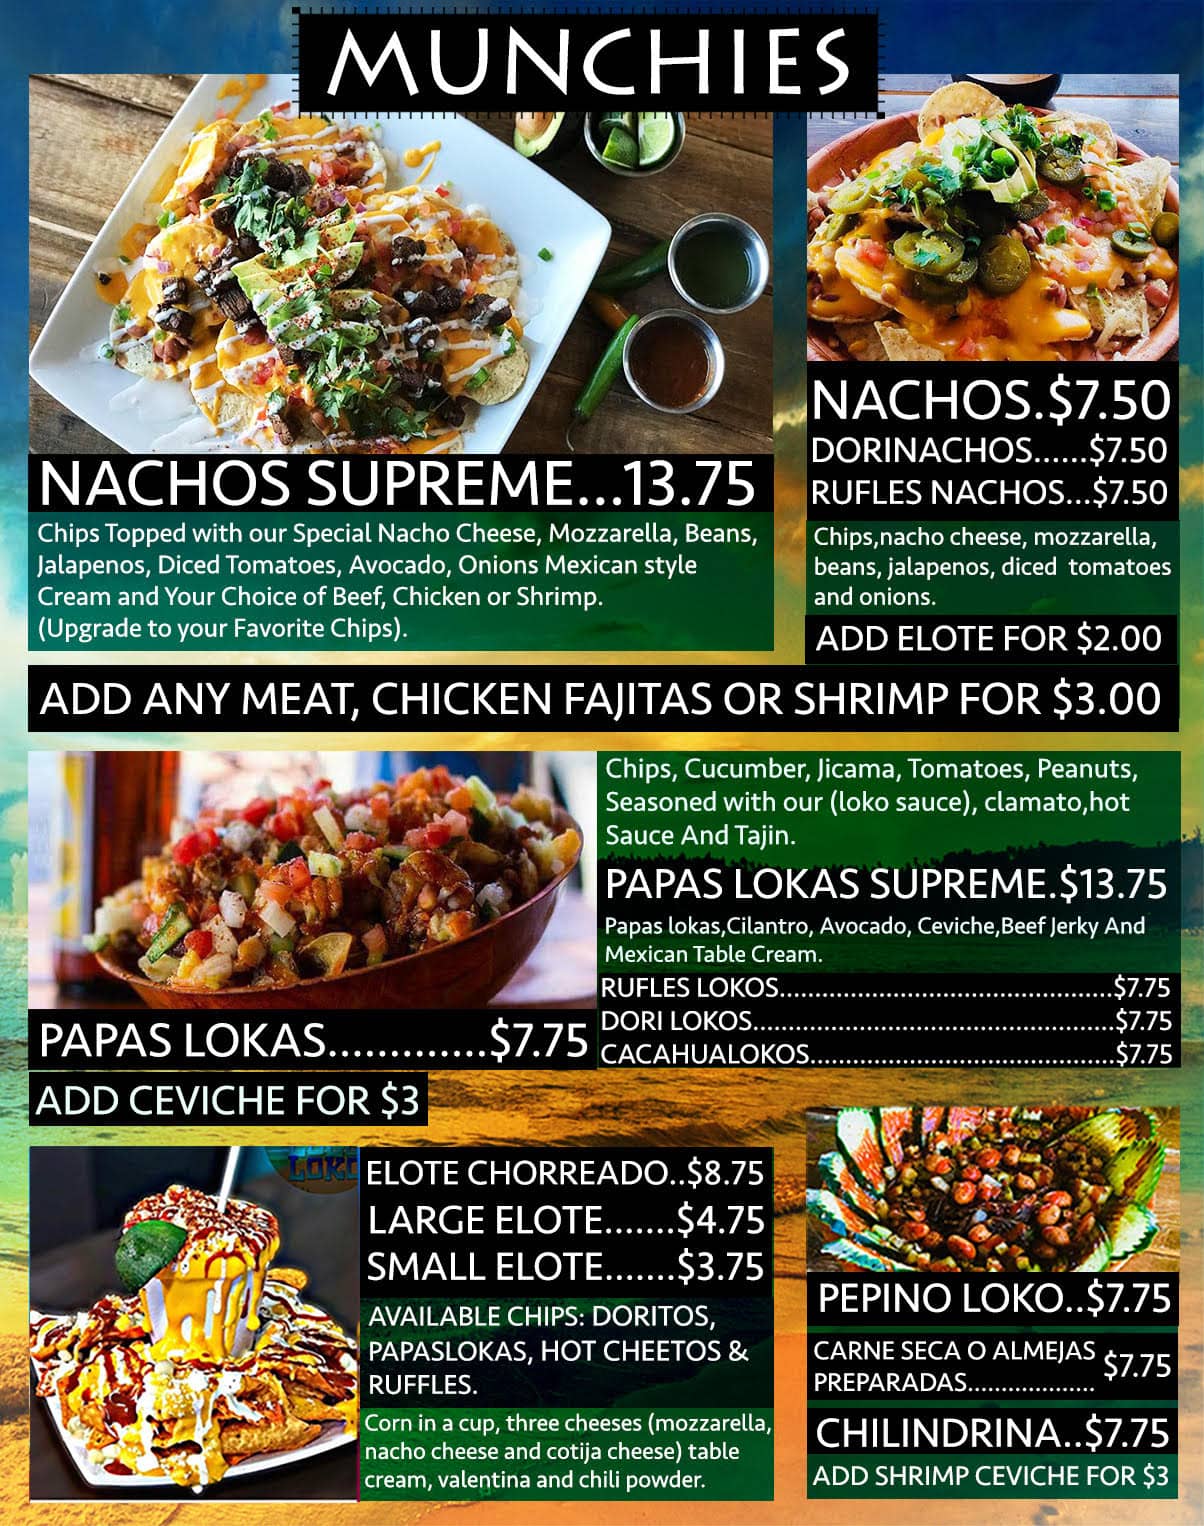 MUNCHIES
NACHOS SUPREME...13.75
Chips Topped with our Special Nacho Cheese, Mozzarella, Beans,
Jalapenos, Diced Tomatoes, Avocado, Onions Mexican style
Cream and Your Choice of Beef, Chicken or Shrimp.
(Upgrade to your Favorite Chips).
NACHOS.$7.50
DORINACHOS......$7.50
RUFLES NACHOS...$7.50
Chips,nacho cheese, mozzarella,
beans, jalapenos, diced tomatoes
and onions.
ADD ELOTE FOR $2.00
ADD ANY MEAT, CHICKEN FAJITAS OR SHRIMP FOR $3.00
PAPAS LOKAS.............$7.75
ADD CEVICHE FOR $3
Chips, Cucumber, Jicama, Tomatoes, Peanuts,
Seasoned with our (loko sauce), clamato,hot
Sauce And Tajin.
PAPAS LOKAS SUPREME.$13.75
Papas lokas,Cilantro, Avocado, Ceviche,Beef Jerky And
Mexican Table Cream.
RUFLES LOKOS...............................................$7.75
DORI LOKOS...................................................$7.75
CACAHUALOKOS...........................................$7.75
LOKO
ELOTE CHORREADO..$8.75
LARGE ELOTE.......$4.75
SMALL ELOTE.......$3.75
AVAILABLE CHIPS: DORITOS,
PAPASLOKAS, HOT CHEETOS &
RUFFLES.
Corn in a cup, three cheeses (mozzarella,
nacho cheese and cotija cheese) table
cream, valentina and chili powder.
PEPINO LOKO..$7.75
CARNE SECA O ALMEJAS
PREPARADAS.................. $7.75
CHILINDRINA..$7.75
ADD SHRIMP CEVICHE FOR $3